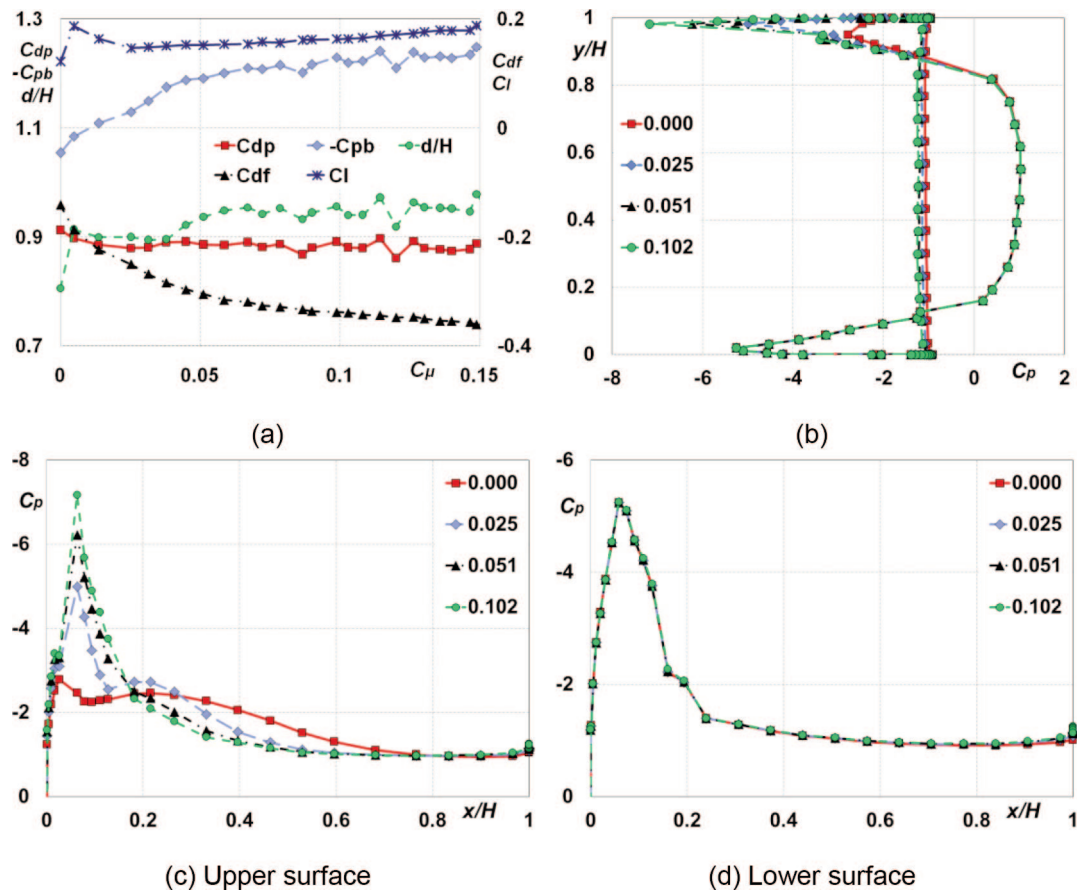 1.3
Cdp
-Cpb
d/H
1.1
0.9
0.7
0.2
Cdf
Cl
0
-0.2
-0.4
Cdp -Cpb d/H
Cdf Cl
0 0.05 0.1 Cμ 0.15
(a)
1
y/H
0.8
0.6
0.4
0.2
0
0.000
0.025
0.051
0.102
-8 -6 -4 -2 0 Cp 2
(b)
-8
Cp
-6
-4
-2
0
0.000
0.025
0.051
0.102
0 0.2 0.4 0.6 0.8 x/H 1
(c) Upper surface
-6
Cp
-4
-2
0
0.000
0.025
0.051
0.102
0 0.2 0.4 0.6 0.8 x/H 1
(d) Lower surface